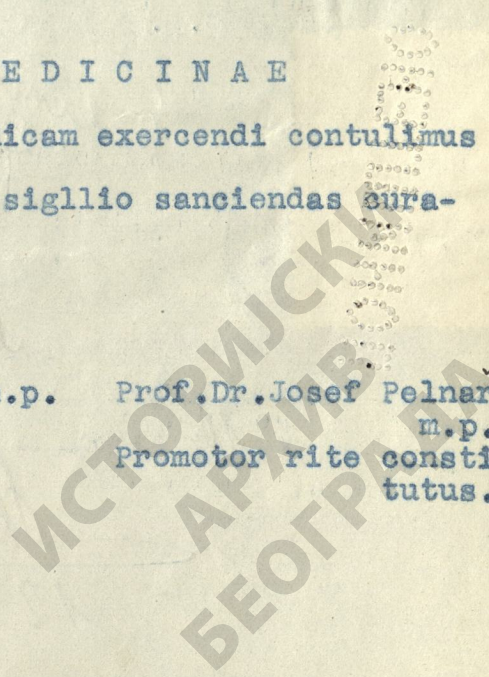 EDICINAE
icam exercendi contulimus
sigllio sanciendas cura-
.p. Prof.Dr.Josef Pelnar
m.p.
Promotor rite consti
tutus.
ИСТОРИЈСКИ
АРХИВ
БЕОГРАДА